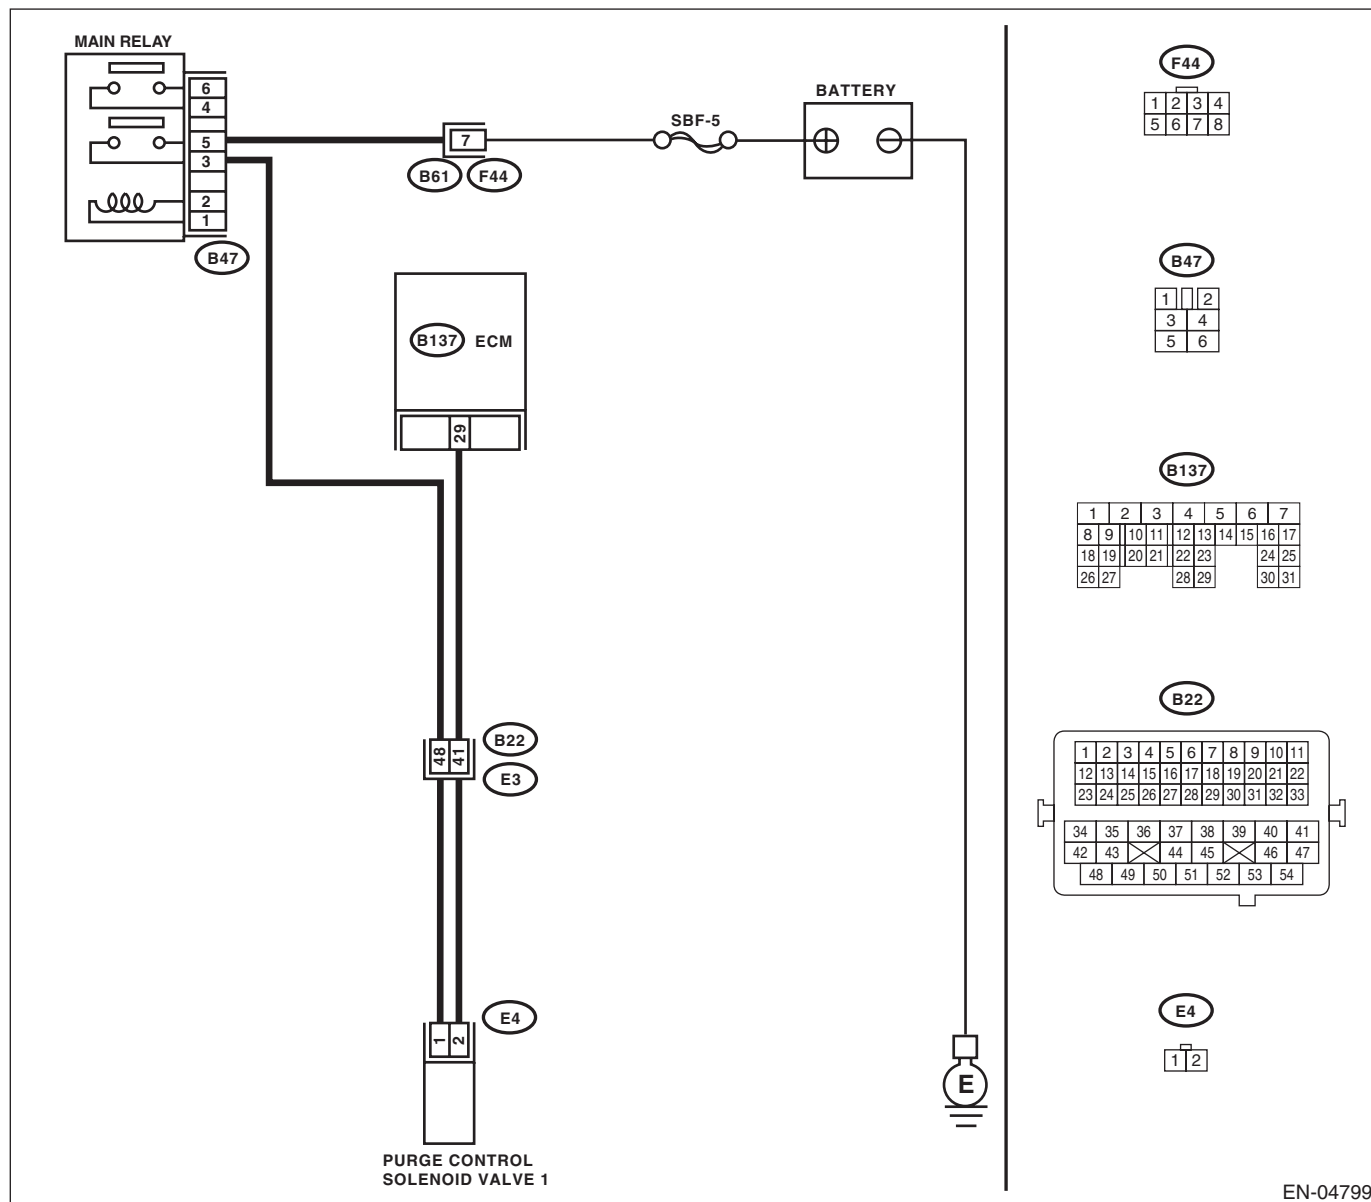 MAIN RELAY
6
4
5
3
2
1
B47
7
B61 F44
SBF-5
BATTERY
B137 ECM
29
48 41
B22
E3
E4
1 2
PURGE CONTROL
SOLENOID VALVE 1
E
F44
1 2 3 4
5 6 7 8
B47
1 2
3 4
5 6
B137
1 2 3 4 5 6 7
8 9 10 11 12 13 14 15 16 17
18 19 20 21 22 23 24 25
26 27 28 29 30 31
B22
1 2 3 4 5 6 7 8 9 10 11
12 13 14 15 16 17 18 19 20 21 22
23 24 25 26 27 28 29 30 31 32 33
34 35 36 37 38 39 40 41
42 43 44 45 46 47
48 49 50 51 52 53 54
E4
1 2
EN-04799